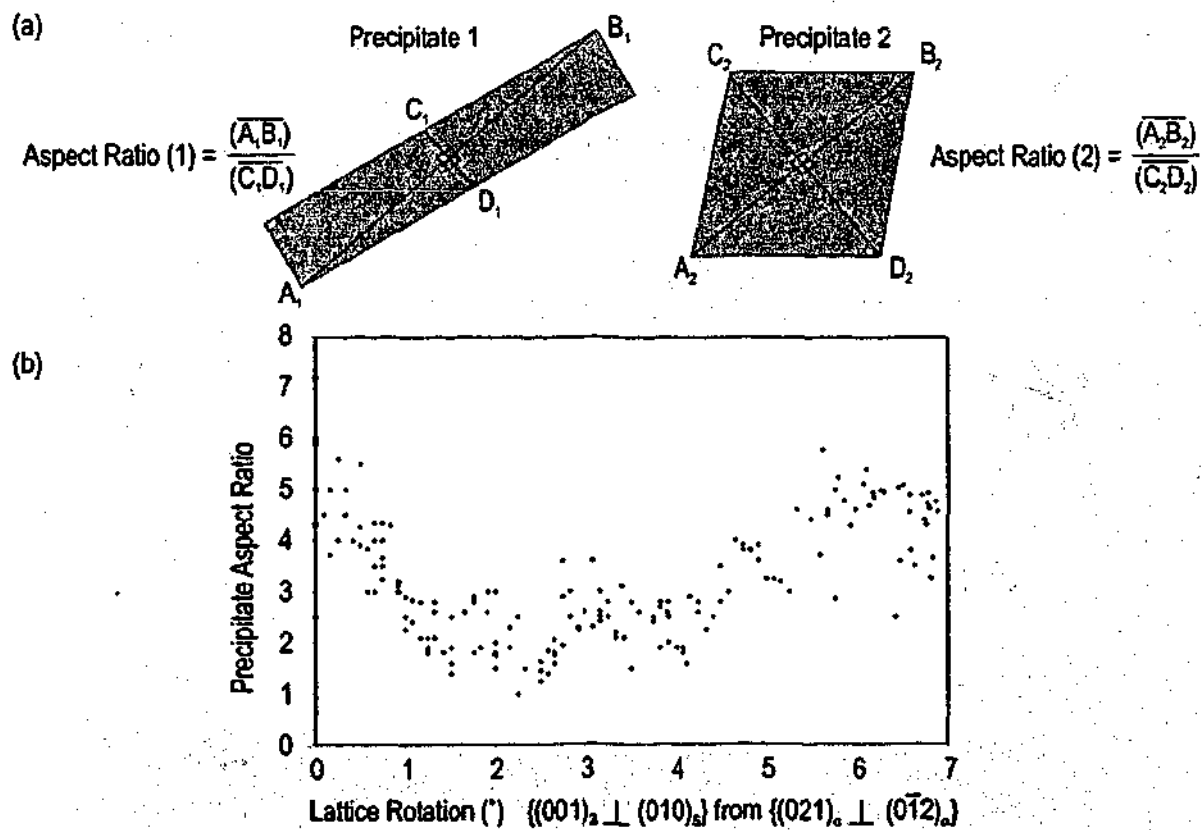 (a)
Precipitate 1
Precipitate 2
B₁
C₁
D₁
A₁
C₂
B₂
A₂
D₂
Aspect Ratio (1) = (A₁B₁) / (C₁D₁)
Aspect Ratio (2) = (A₂B₂) / (C₂D₂)
(b)
Precipitate Aspect Ratio
8
7
6
5
4
3
2
1
0
0 1 2 3 4 5 6 7
Lattice Rotation (°) {(001)₂ ⊥ (010)₅} from {(021)α ⊥ (01̅2)α}